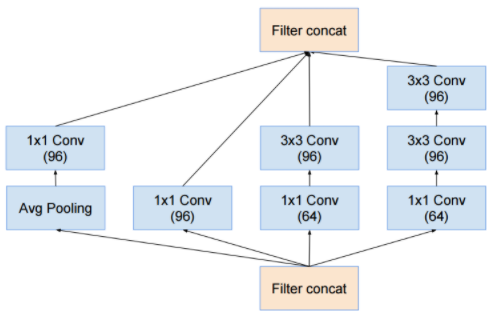 Filter concat
3x3 Conv
(96)
1x1 Conv
(96)
3x3 Conv
(96)
3x3 Conv
(96)
Avg Pooling
1x1 Conv
(96)
1x1 Conv
(64)
1x1 Conv
(64)
Filter concat